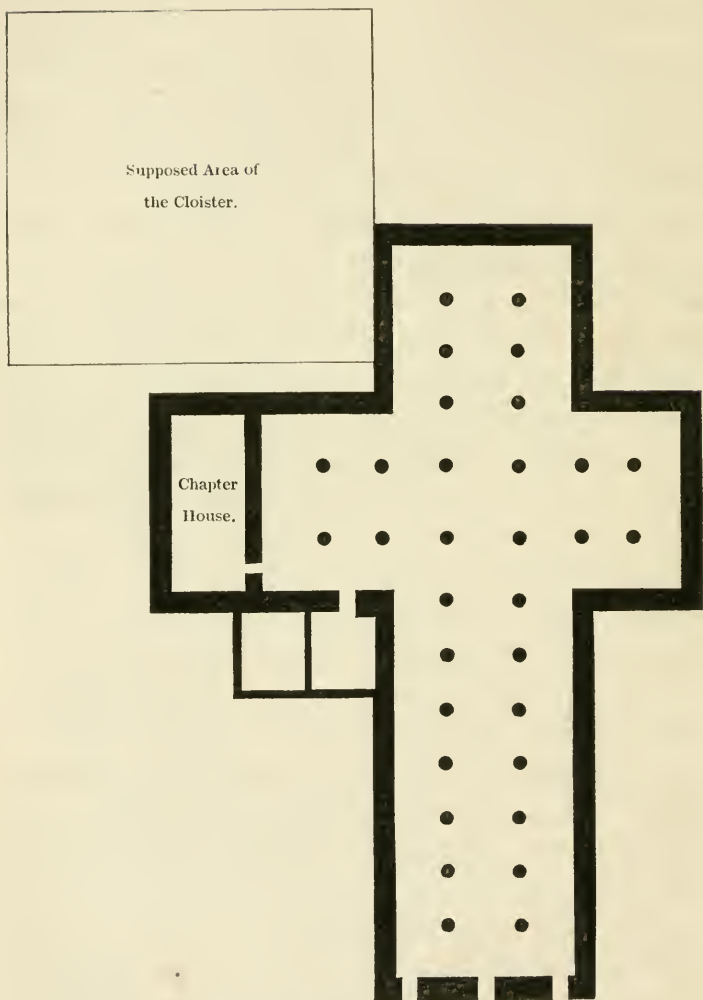 Supposed Area of
the Cloister.
Chapter
House.